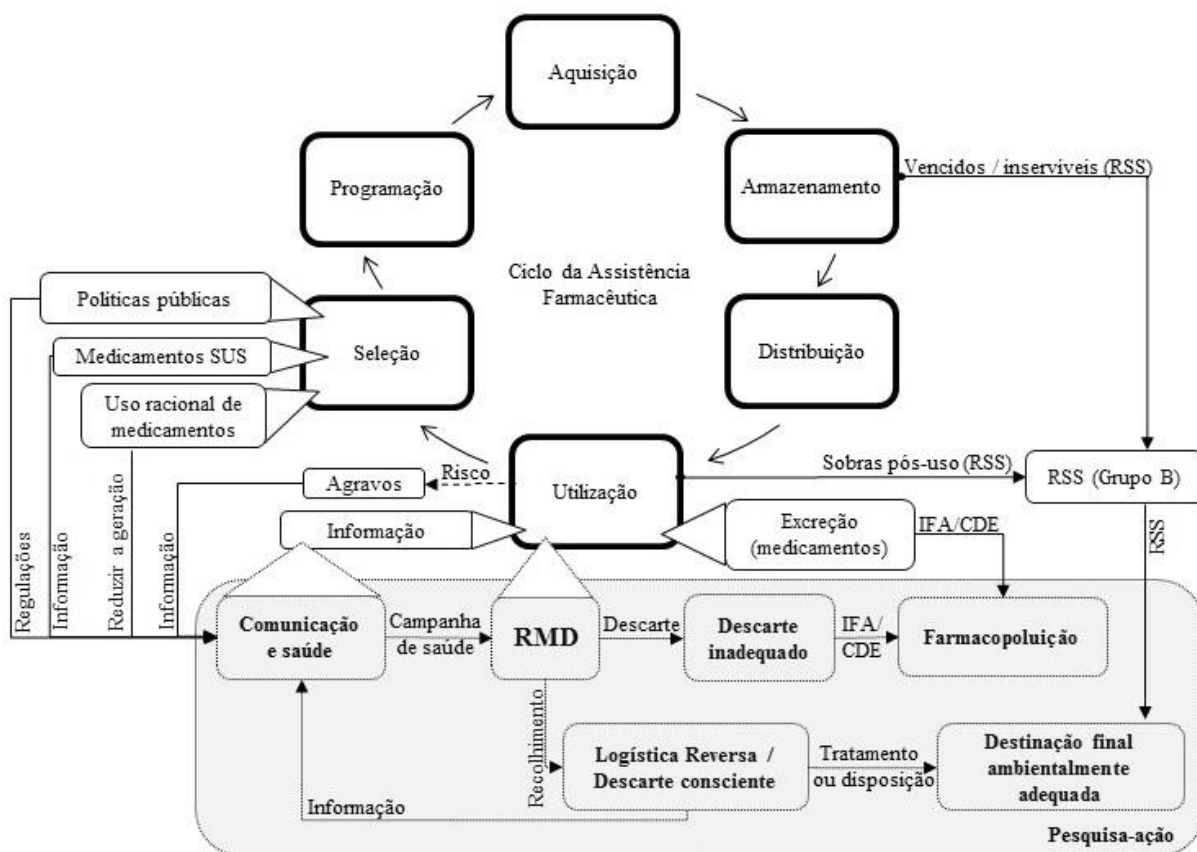 Aquisição
Programação
Armazenamento
Vencidos / inservíveis (RSS)
Ciclo da Assistência
Farmacêutica
Políticas públicas
Seleção
Distribuição
Medicamentos SUS
Uso racional de
medicamentos
Utilização
Sobras pós-uso (RSS)
RSS (Grupo B)
Risco
Agravos
Informação
Excreção
(medicamentos)
IFA/CDE
RSS
Regulações
Informação
Reduzir a geração
Informação
Comunicação
e saúde
Campanha
de saúde
RMD
Descarte
Descarte
inadequado
IFA/
CDE
Farmacopoluição
Recolhimento
Logística Reversa /
Descarte consciente
Tratamento
ou disposição
Destinação final
ambientalmente
adequada
Informação
Pesquisa-ação